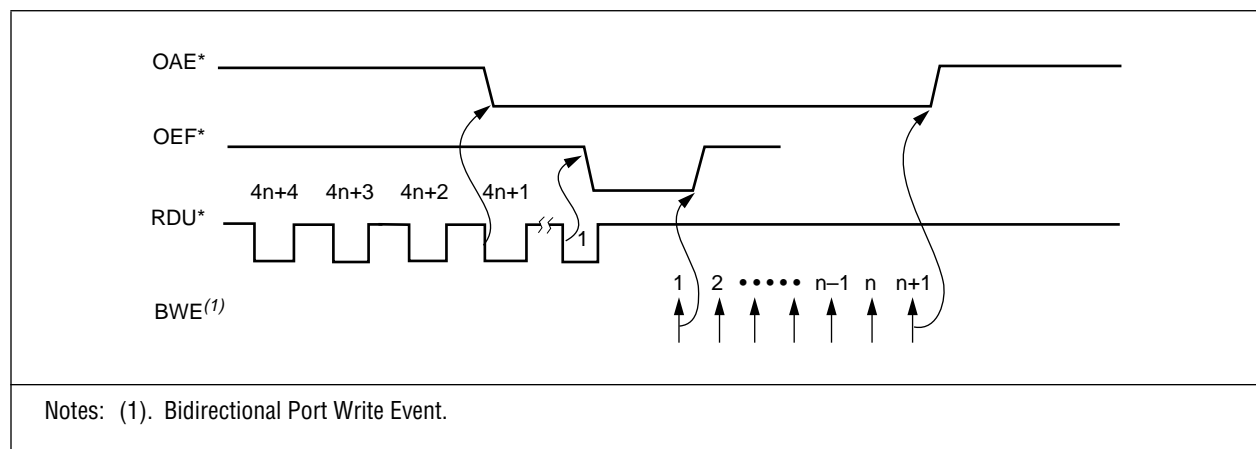 OAE*
OEF*
4n+4 4n+3 4n+2 4n+1
RDU*
1
1 2 ••••• n–1 n n+1
BWE(1)
Notes: (1). Bidirectional Port Write Event.